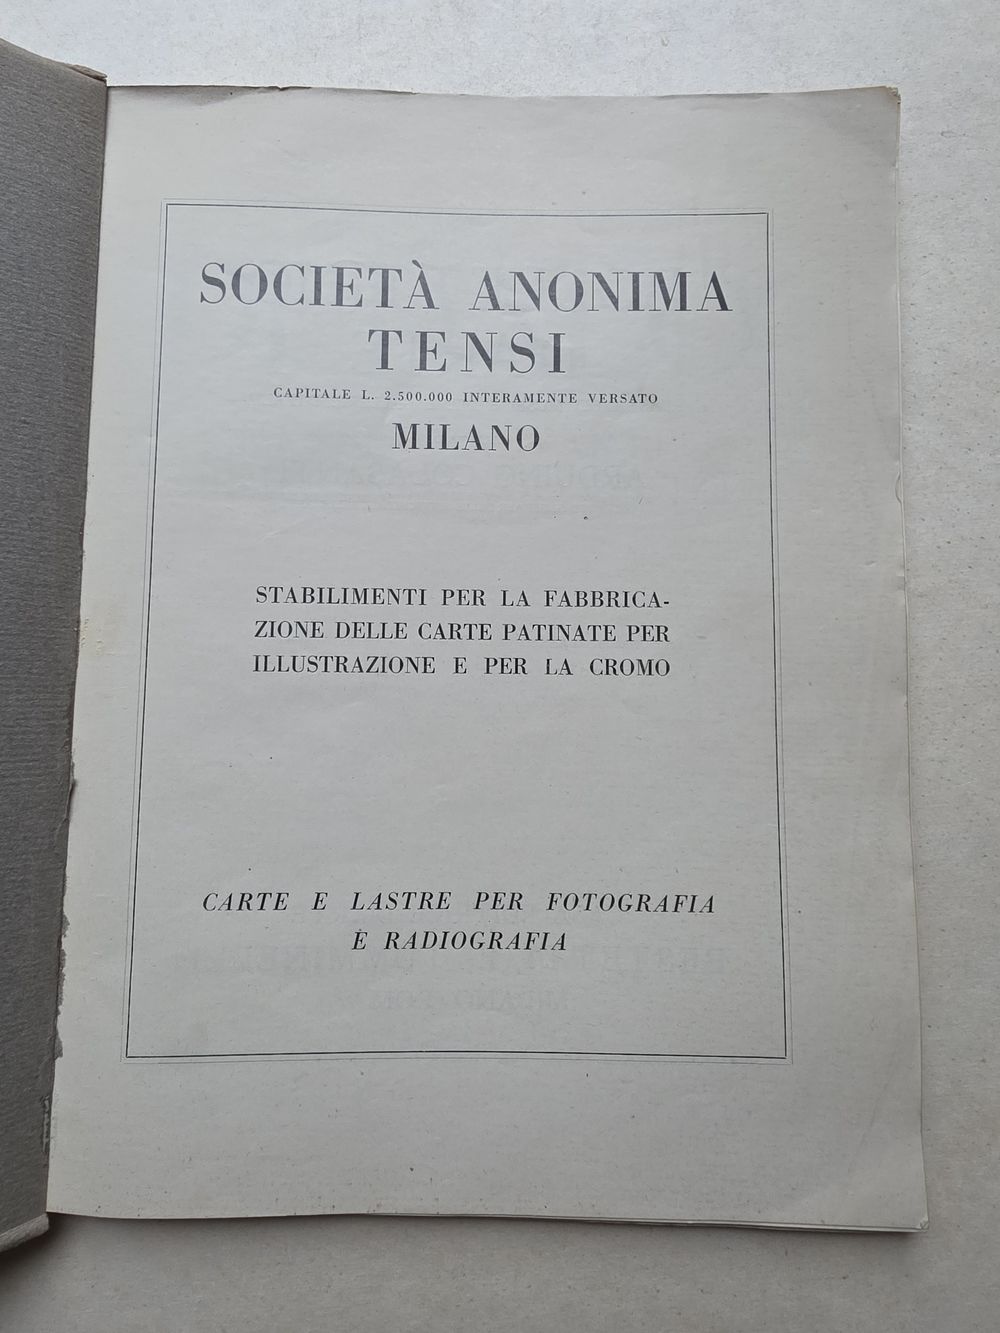 SOCIETÀ ANONIMA
TENSI
CAPITALE L. 2.500.000 INTERAMENTE VERSATO
MILANO
STABILIMENTI PER LA FABBRICA-
ZIONE DELLE CARTE PATINATE PER
ILLUSTRAZIONE E PER LA CROMO
CARTE E LASTRE PER FOTOGRAFIA
E RADIOGRAFIA